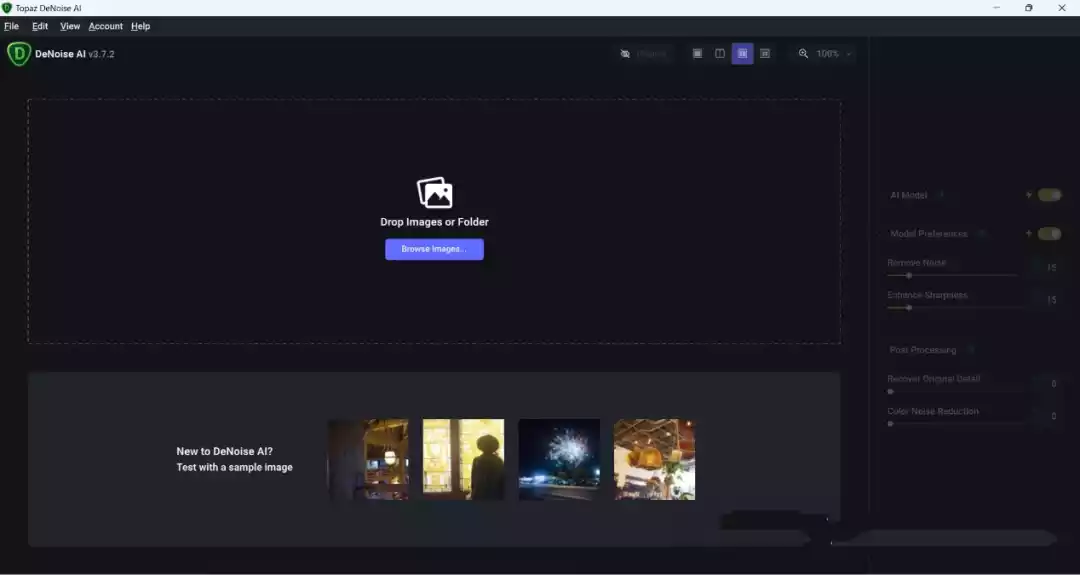 Topaz DeNoise AI
File Edit View Account Help
DeNoise AI v3.7.2
100%
Drop Images or Folder
Browse Images...
New to DeNoise AI?
Test with a sample image
AI Model
Model Preferences
Remove Noise
15
Enhance Sharpness
15
Post Processing
Recover Original Detail
0
Color Noise Reduction
0